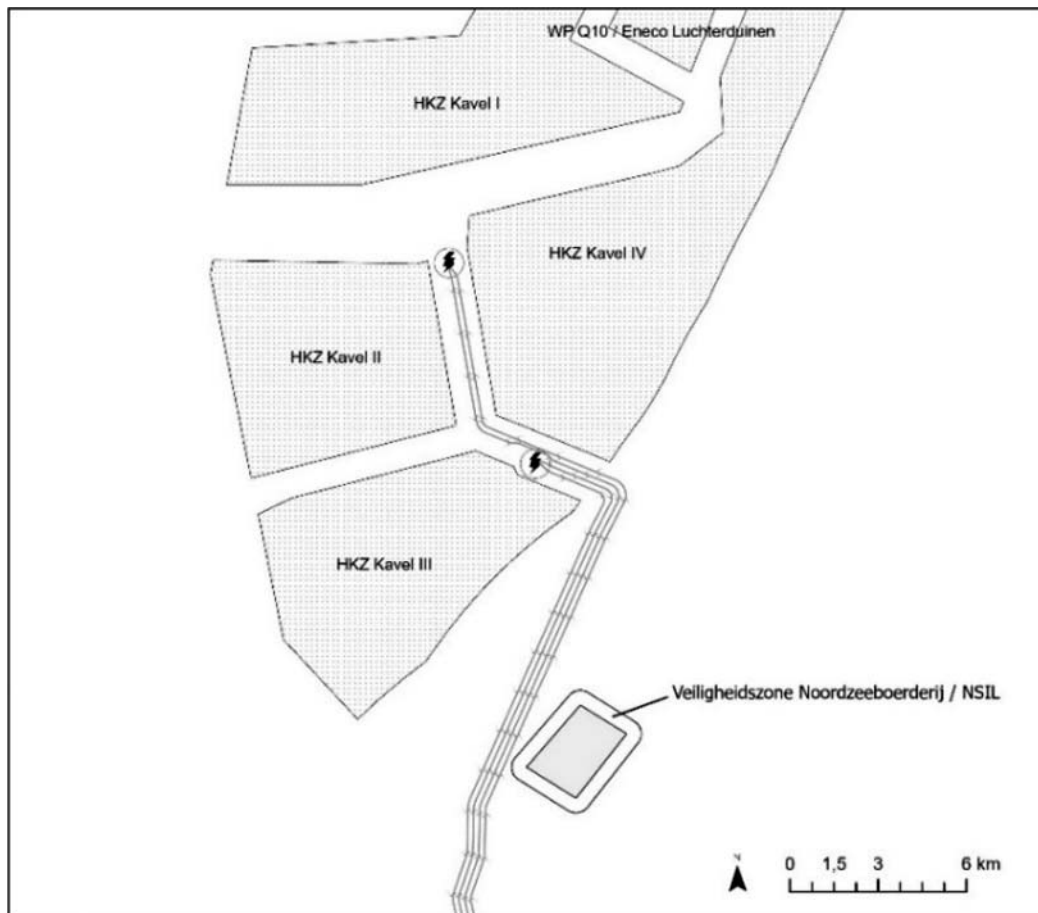 WP Q10 / Eneco Luchterduinen
HKZ Kavel I
HKZ Kavel IV
HKZ Kavel II
HKZ Kavel III
Veiligheidszone Noordzeeboerderij / NSIL
N
0 1,5 3 6 km